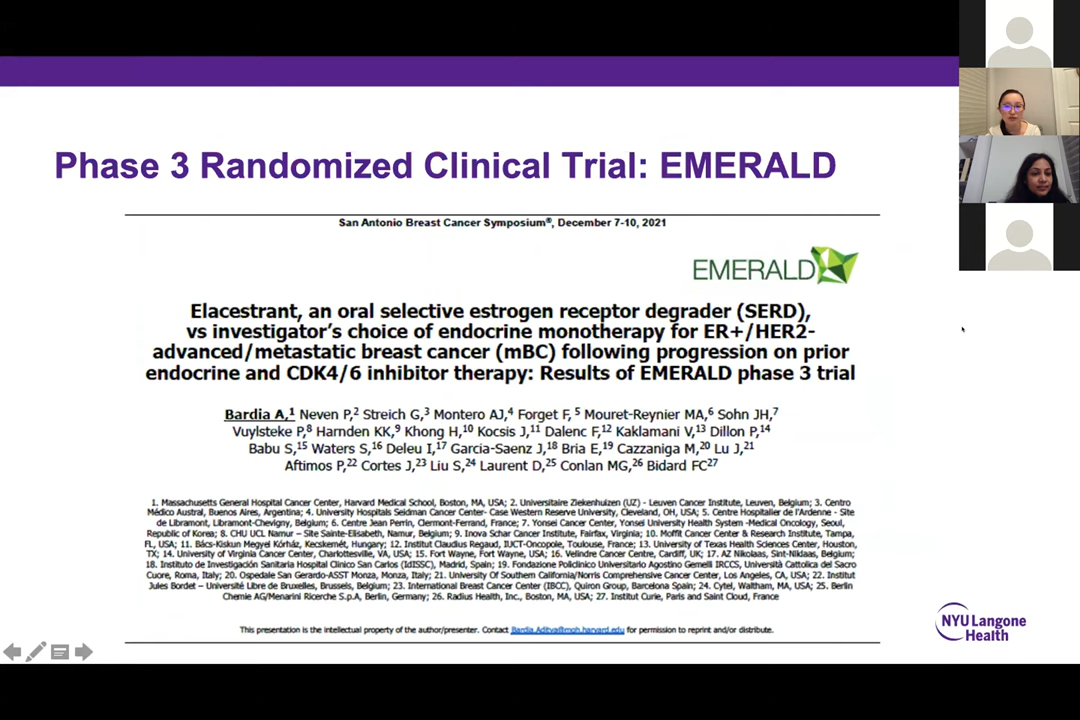 Phase 3 Randomized Clinical Trial: EMERALD
San Antonio Breast Cancer Symposium®, December 7-10, 2021
EMERALD
Elacestrant, an oral selective estrogen receptor degrader (SERD),
vs investigator's choice of endocrine monotherapy for ER+/HER2-
advanced/metastatic breast cancer (mBC) following progression on prior
endocrine and CDK4/6 inhibitor therapy: Results of EMERALD phase 3 trial
Bardia A,1 Neven P,2 Streich G,3 Montero AJ,4 Forget F, 5 Mouret-Reynier MA,6 Sohn JH,7
Vuylsteke P,8 Harnden KK,9 Khong H,10 Kocsis J,11 Dalenc F,12 Kaklamani V,13 Dillon P,14
Babu S,15 Waters S,16 Deleu I,17 Garcia-Saenz J,18 Bria E,19 Cazzaniga M,20 Lu J,21
Aftimos P,22 Cortes J,23 Liu S,24 Laurent D,25 Conlan MG,26 Bidard FC27
1. Massachusetts General Hospital Cancer Center, Harvard Medical School, Boston, MA, USA; 2. Universitaire Ziekenhuizen (UZ) - Leuven Cancer Institute, Leuven, Belgium; 3. Centro
Médico Austral, Buenos Aires, Argentina; 4. University Hospitals Seidman Cancer Center- Case Western Reserve University, Cleveland, OH, USA; 5. Centre Hospitalier de l'Ardenne - Site
de Libramont, Libramont-Chevigny, Belgium; 6. Centre Jean Perrin, Clermont-Ferrand, France; 7. Yonsei Cancer Center, Yonsei University Health System -Medical Oncology, Seoul,
Republic of Korea; 8. CHU UCL Namur – Site Sainte-Elisabeth, Namur, Belgium; 9. Inova Schar Cancer Institute, Fairfax, Virginia; 10. Moffit Cancer Center & Research Institute, Tampa,
FL, USA; 11. Bács-Kiskun Megyei Kórház, Kecskemét, Hungary; 12. Institut Claudius Regaud, IUCT-Oncopole, Toulouse, France; 13. University of Texas Health Sciences Center, Houston,
TX; 14. University of Virginia Cancer Center, Charlottesville, VA, USA; 15. Fort Wayne, Fort Wayne, USA; 16. Velindre Cancer Centre, Cardiff, UK; 17. AZ Nikolaas, Sint-Niklaas, Belgium;
18. Instituto de Investigación Sanitaria Hospital Clinico San Carlos (IdISSC), Madrid, Spain; 19. Fondazione Policlinico Universitario Agostino Gemelli IRCCS, Università Cattolica del Sacro
Cuore, Roma, Italy; 20. Ospedale San Gerardo-ASST Monza, Monza, Italy; 21. University Of Southern California/Norris Comprehensive Cancer Center, Los Angeles, CA, USA; 22. Institut
Jules Bordet – Université Libre de Bruxelles, Brussels, Belgium; 23. International Breast Cancer Center (IBCC), Quiron Group, Barcelona Spain; 24. Cytel, Waltham, MA, USA; 25. Berlin
Chemie AG/Menarini Ricerche S.p.A, Berlin, Germany; 26. Radius Health, Inc., Boston, MA, USA; 27. Institut Curie, Paris and Saint Cloud, France
This presentation is the intellectual property of the author/presenter. Contact Bardia.Aditya@mgh.harvard.edu for permission to reprint and/or distribute.
NYU Langone
Health